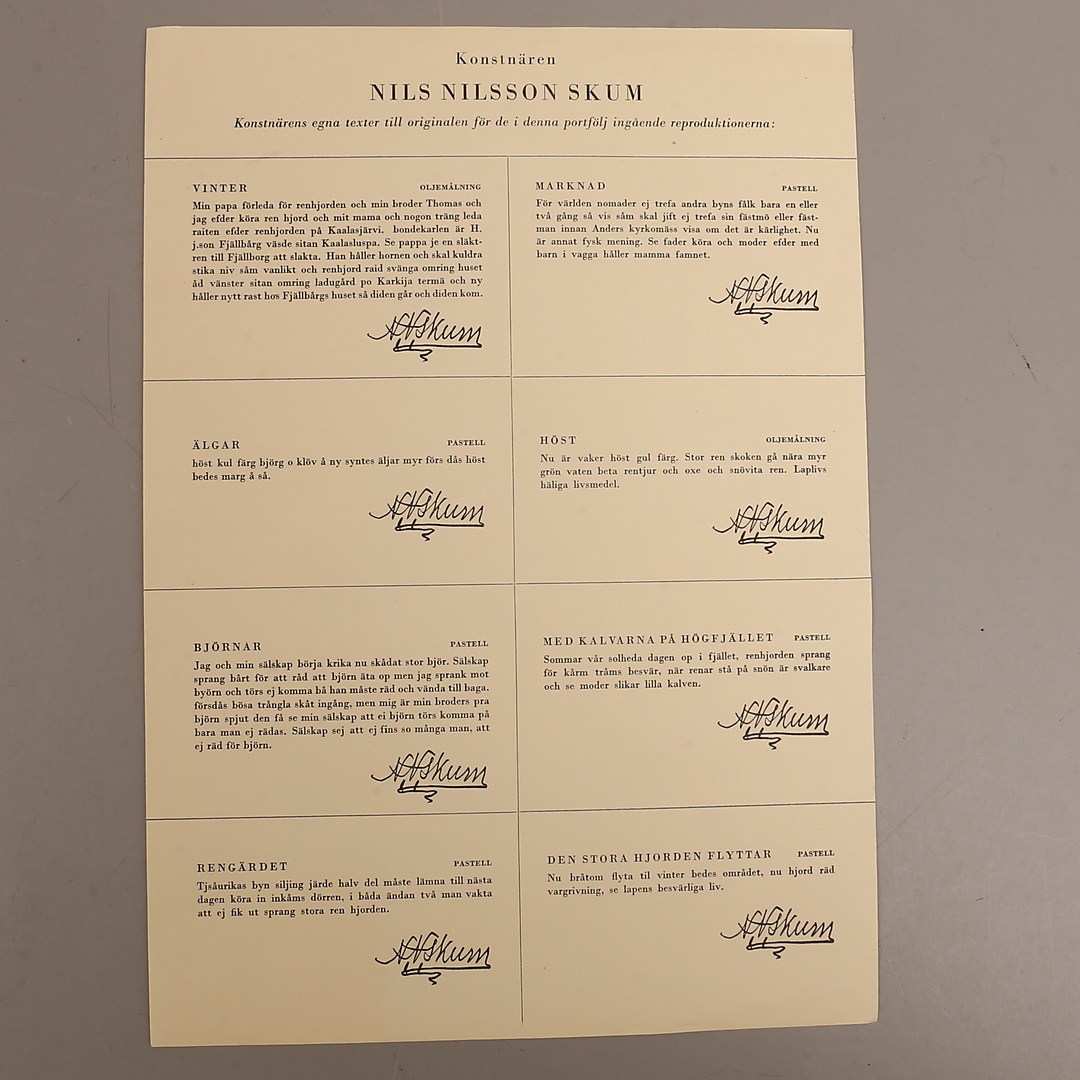 Konstnären
NILS NILSSON SKUM
Konstnärens egna texter till originalen för de i denna portfölj ingående reproduktionerna:
VINTER OLJEMÅLNING
Min papa förleda för renhjorden och min broder Thomas och
jag efder köra ren hjord och mit mama och nogon träng leda
raiten efder renhjorden på Kaalasjärvi. bondekarlen är H.
j.son Fjällbårg väsde sitan Kaalasluspa. Se pappa je en släkt-
ren till Fjällborg att slakta. Han håller hornen och skal kuldra
stika niv såm vanlikt och renhjord raid svänga omring huset
åd vänster sitan omring ladugård po Karkija termä och ny
håller nytt rast hos Fjällbårgs huset så diden går och diden kom.
NNSkum
MARKNAD PASTELL
För världen nomader ej trefa andra byns fålk bara en eller
två gång så vis såm skal jift ej trefa sin fästmö eller fäst-
man innan Anders kyrkomäss visa om det är kärlighet. Nu
är annat fysk mening. Se fader köra och moder efder med
barn i vagga håller mamma famnet.
NNSkum
ÄLGAR PASTELL
höst kul färg björg o klöv å ny syntes äljar myr förs dås höst
bedes marg å så.
NNSkum
HÖST OLJEMÅLNING
Nu är vaker höst gul färg. Stor ren skoken gå nära myr
grön vaten beta rentjur och oxe och snövita ren. Laplivs
häliga livsmedel.
NNSkum
BJÖRNAR PASTELL
Jag och min sälskap börja krika nu skådat stor björ. Sälskap
sprang bårt för att råd att björn äta op men jag sprank mot
byörn och törs ej komma bå han måste räd och vända till baga.
försdås bösa trångla skåt ingång, men mig är min broders pra
björn spjut den få se min sälskap att ei björn törs komma på
bara man ej rädas. Sälskap sej att ej fins so många man, att
ej räd för björn.
NNSkum
MED KALVARNA PÅ HÖGFJÄLLET PASTELL
Sommar vår solheda dagen op i fjället, renhjorden sprang
för kårm tråms besvär, när renar stå på snön är svalkare
och se moder slikar lilla kalven.
NNSkum
RENGÄRDET PASTELL
Tjsåurikas byn siljing järde halv del måste lämna till nästa
dagen köra in inkåms dörren, i båda ändan två man vakta
att ej fik ut sprang stora ren hjorden.
NNSkum
DEN STORA HJORDEN FLYTTAR PASTELL
Nu bråtom flyta til vinter bedes området, nu hjord räd
vargrivning, se lapens besvärliga liv.
NNSkum